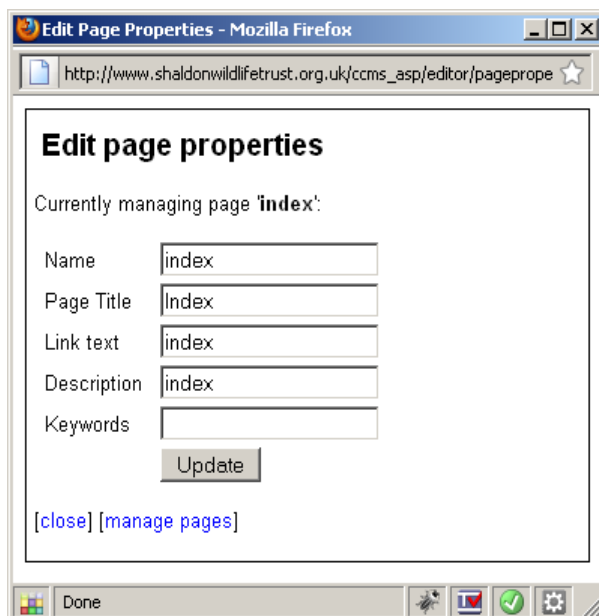 Edit Page Properties - Mozilla Firefox
http://www.shaldonwildlifetrust.org.uk/ccms_asp/editor/pageprope
Edit page properties
Currently managing page 'index':
Name index
Page Title Index
Link text index
Description index
Keywords
Update
[close] [manage pages]
Done